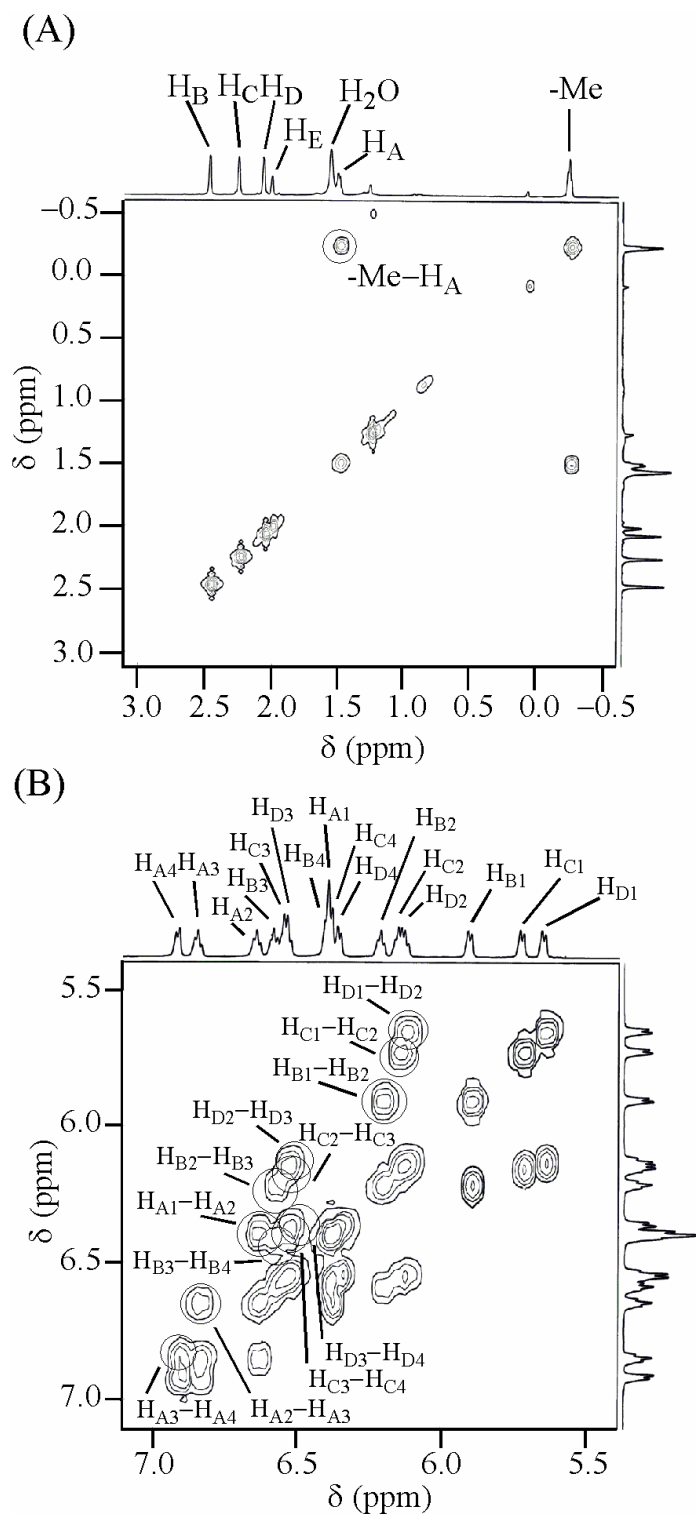 (A)
H_B H_C H_D H_E H_2O H_A -Me
−0.5
0.0
0.5
1.0
1.5
2.0
2.5
3.0
δ (ppm)
-Me−H_A
3.0 2.5 2.0 1.5 1.0 0.5 0.0 −0.5
δ (ppm)
(B)
H_A4 H_A3 H_A2 H_B3 H_C3 H_D3 H_B4 H_A1 H_C4 H_D4 H_B2 H_C2 H_D2 H_B1 H_C1 H_D1
5.5
6.0
6.5
7.0
δ (ppm)
H_D1−H_D2
H_C1−H_C2
H_B1−H_B2
H_D2−H_D3
H_C2−H_C3
H_B2−H_B3
H_A1−H_A2
H_B3−H_B4
H_D3−H_D4
H_C3−H_C4
H_A3−H_A4 H_A2−H_A3
7.0 6.5 6.0 5.5
δ (ppm)